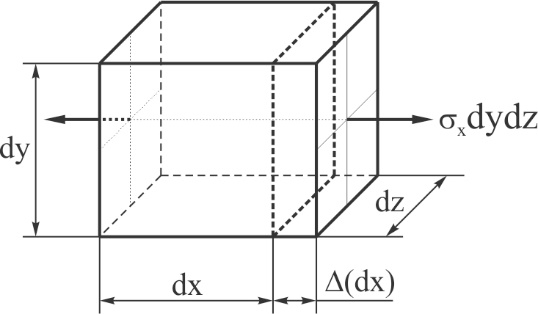 σₓdydz
dy
dz
dx
Δ(dx)